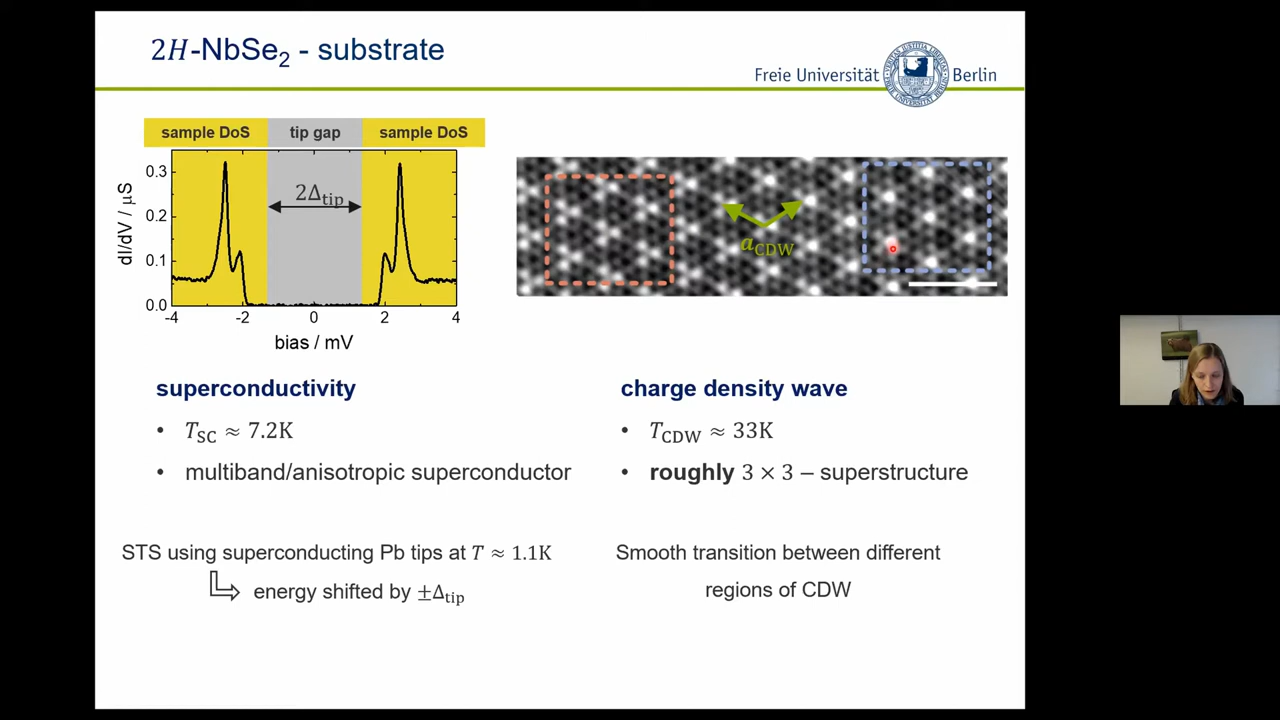 2H-NbSe₂ - substrate
Freie Universität Berlin
sample DoS tip gap sample DoS
2Δtip
dI/dV / μS
0.3
0.2
0.1
0.0
-4 -2 0 2 4
bias / mV
aCDW
superconductivity
• TSC ≈ 7.2K
• multiband/anisotropic superconductor
STS using superconducting Pb tips at T ≈ 1.1K
energy shifted by ±Δtip
charge density wave
• TCDW ≈ 33K
• roughly 3 × 3 – superstructure
Smooth transition between different
regions of CDW